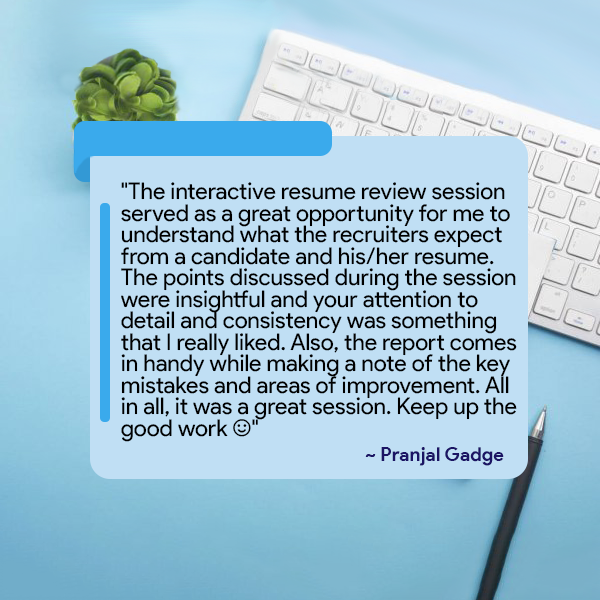 "The interactive resume review session
served as a great opportunity for me to
understand what the recruiters expect
from a candidate and his/her resume.
The points discussed during the session
were insightful and your attention to
detail and consistency was something
that I really liked. Also, the report comes
in handy while making a note of the key
mistakes and areas of improvement. All
in all, it was a great session. Keep up the
good work ☺"
~ Pranjal Gadge